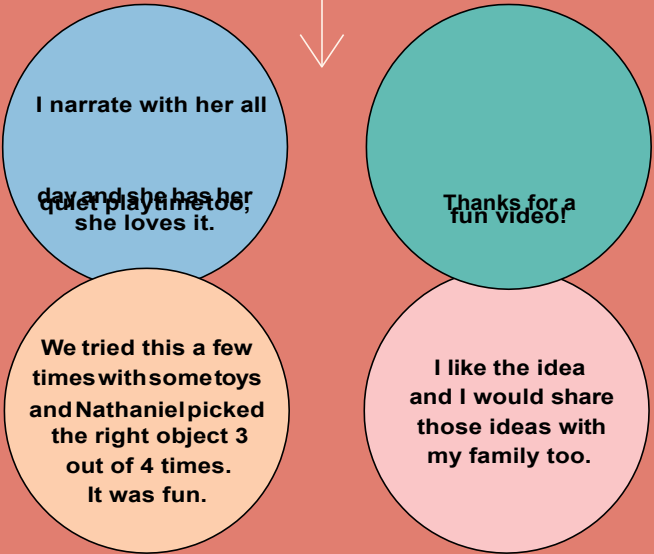 I narrate with her all
day and she has her
quiet playtime too,
she loves it.
Thanks for a
fun video!
We tried this a few
times with some toys
and Nathaniel picked
the right object 3
out of 4 times.
It was fun.
I like the idea
and I would share
those ideas with
my family too.